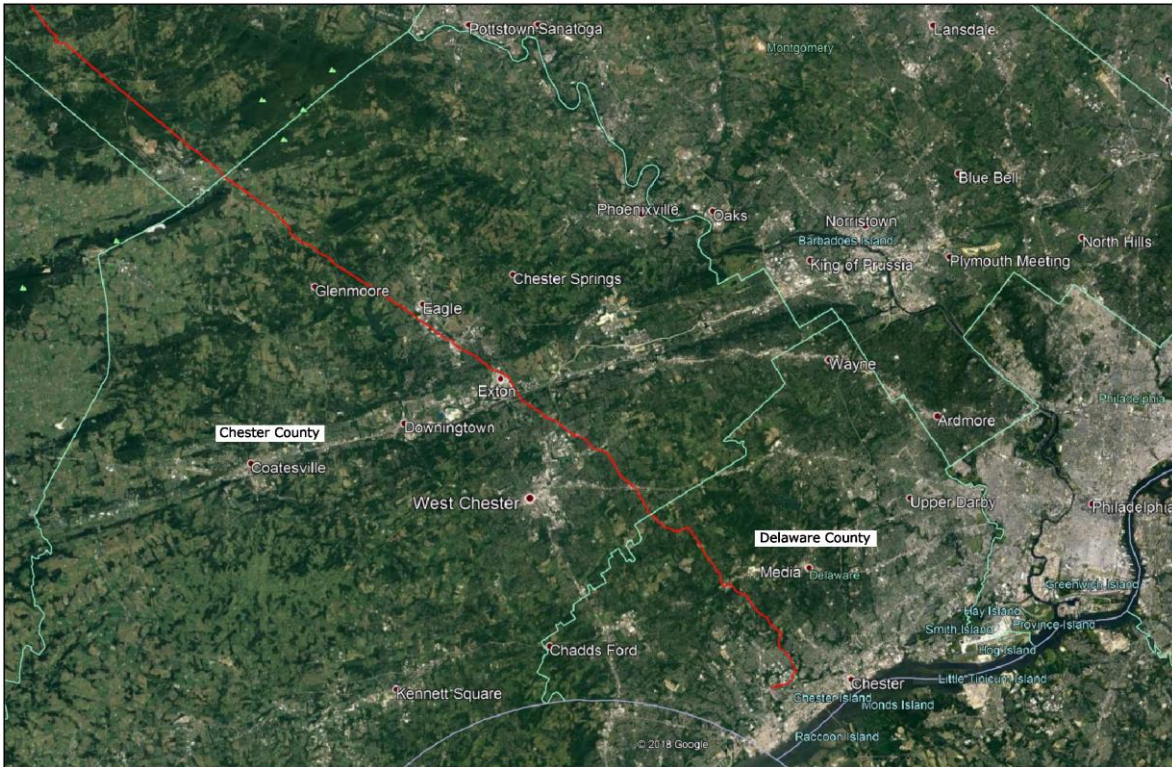 Pottstown
Sanatoga
Lansdale
Montgomery
Blue Bell
Phoenixville
Oaks
Norristown
Barbadoes Island
North Hills
King of Prussia
Plymouth Meeting
Chester Springs
Glenmoore
Eagle
Wayne
Exton
Philadelphia
Ardmore
Downingtown
Chester County
Coatesville
West Chester
Upper Darby
Philadelphia
Delaware County
Media
Delaware
Greenwich Island
Hay Island
Province Island
Smith Island
Hog Island
Chadds Ford
Little Tinicum Island
Chester
Kennett Square
Chester Island
Monds Island
Raccoon Island
© 2018 Google